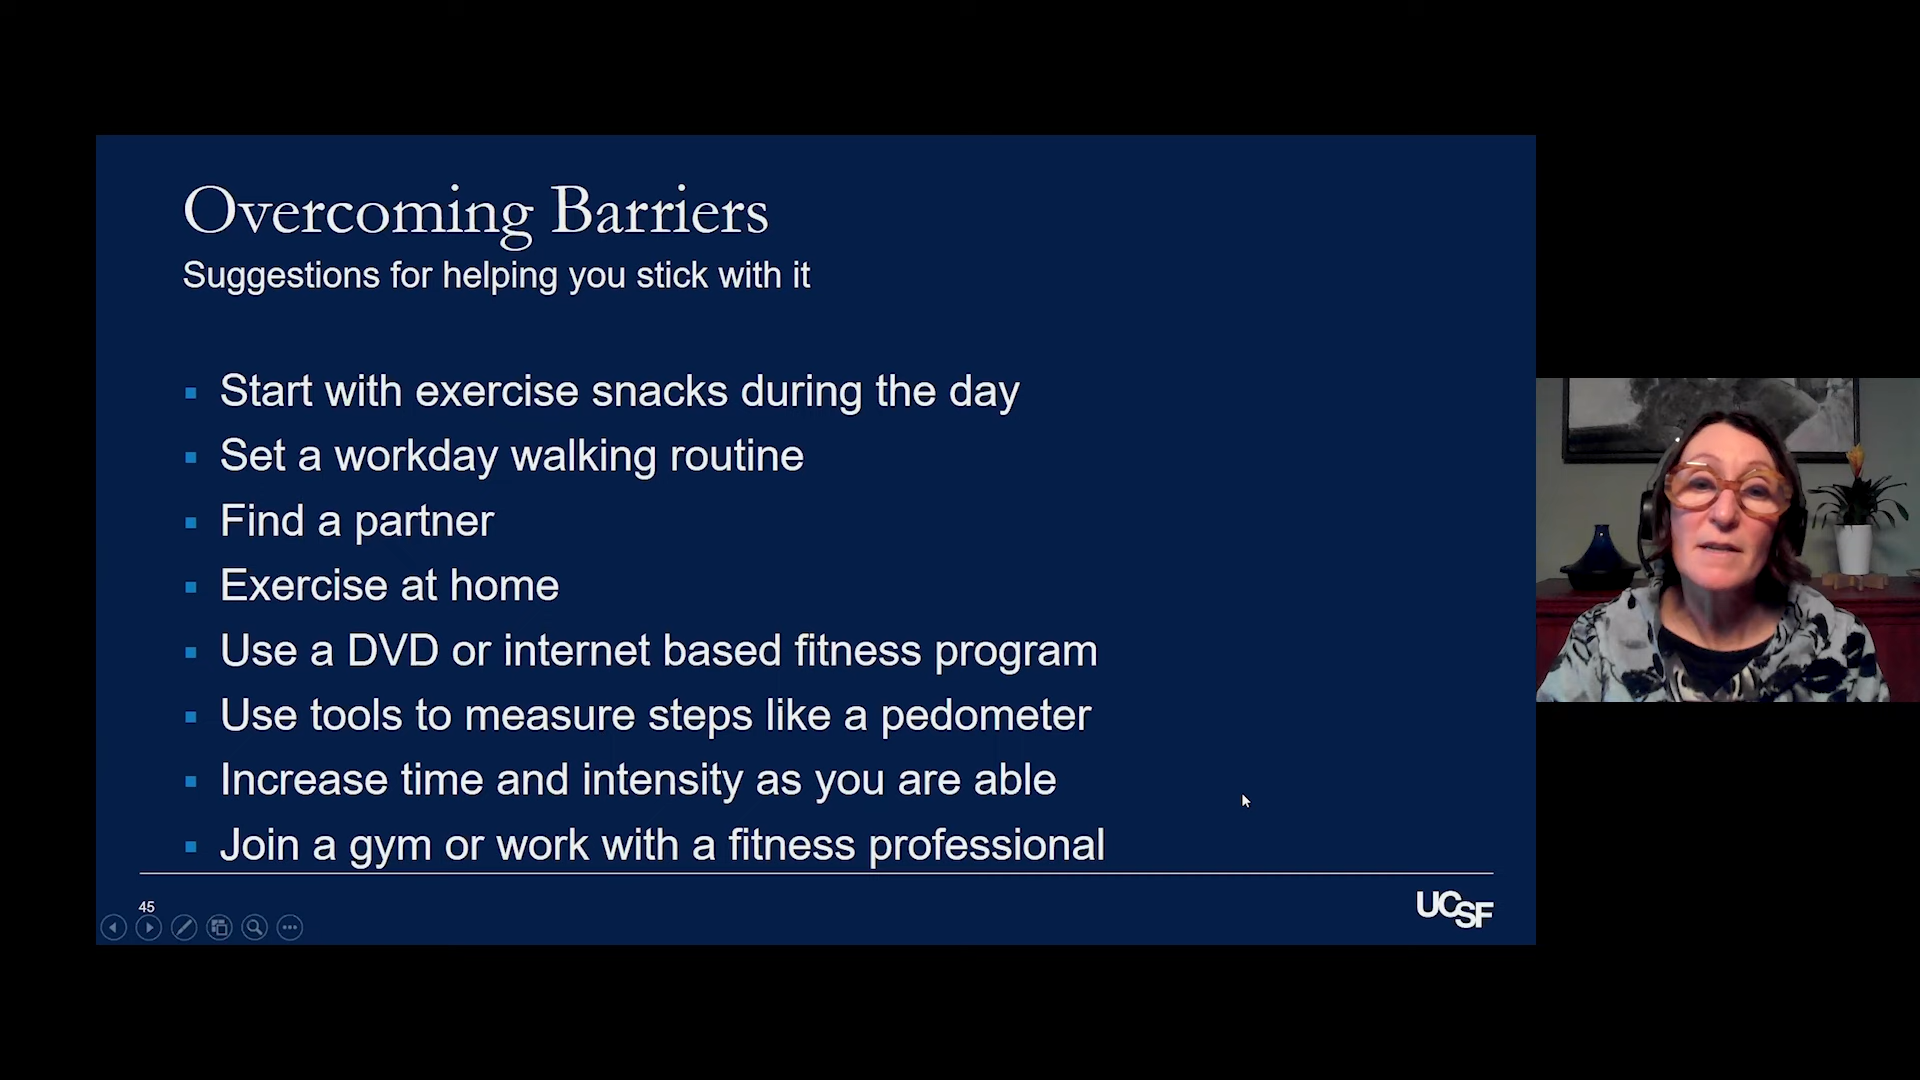 Overcoming Barriers
Suggestions for helping you stick with it
Start with exercise snacks during the day
Set a workday walking routine
Find a partner
Exercise at home
Use a DVD or internet based fitness program
Use tools to measure steps like a pedometer
Increase time and intensity as you are able
Join a gym or work with a fitness professional
45
UCSF